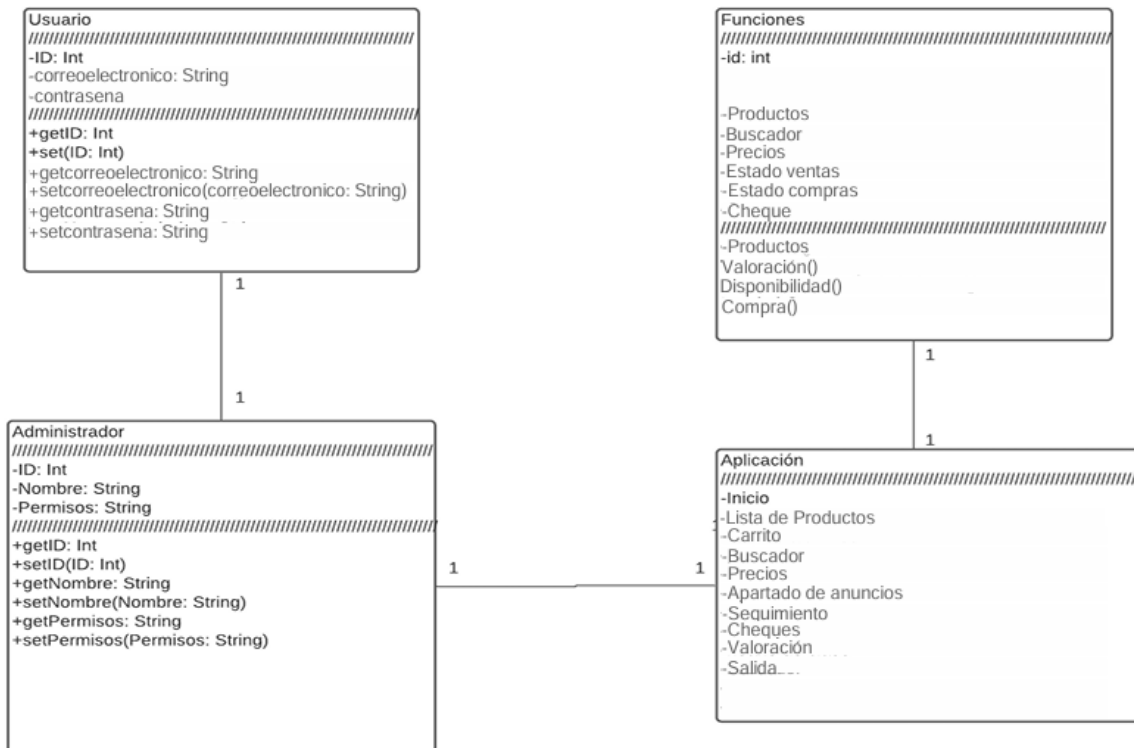 Usuario
////////////////////////////////////////////////////////////////////////////////
-ID: Int
-correoelectronico: String
-contrasena
////////////////////////////////////////////////////////////////////////////////
+getID: Int
+set(ID: Int)
+getcorreoelectronico: String
+setcorreoelectronico(correoelectronico: String)
+getcontrasena: String
+setcontrasena: String
1
1
Administrador
////////////////////////////////////////////////////////////////////////////////
-ID: Int
-Nombre: String
-Permisos: String
////////////////////////////////////////////////////////////////////////////////
+getID: Int
+setID(ID: Int)
+getNombre: String
+setNombre(Nombre: String)
+getPermisos: String
+setPermisos(Permisos: String)
1
1
Funciones
////////////////////////////////////////////////////////////////////////////////
-id: int
-Productos
-Buscador
-Precios
-Estado ventas
-Estado compras
-Cheque
////////////////////////////////////////////////////////////////////////////////
-Productos
Valoración()
Disponibilidad()
Compra()
1
1
Aplicación
////////////////////////////////////////////////////////////////////////////////
-Inicio
-Lista de Productos
-Carrito
-Buscador
-Precios
-Apartado de anuncios
-Sequimiento
-Cheques
-Valoración
-Salida